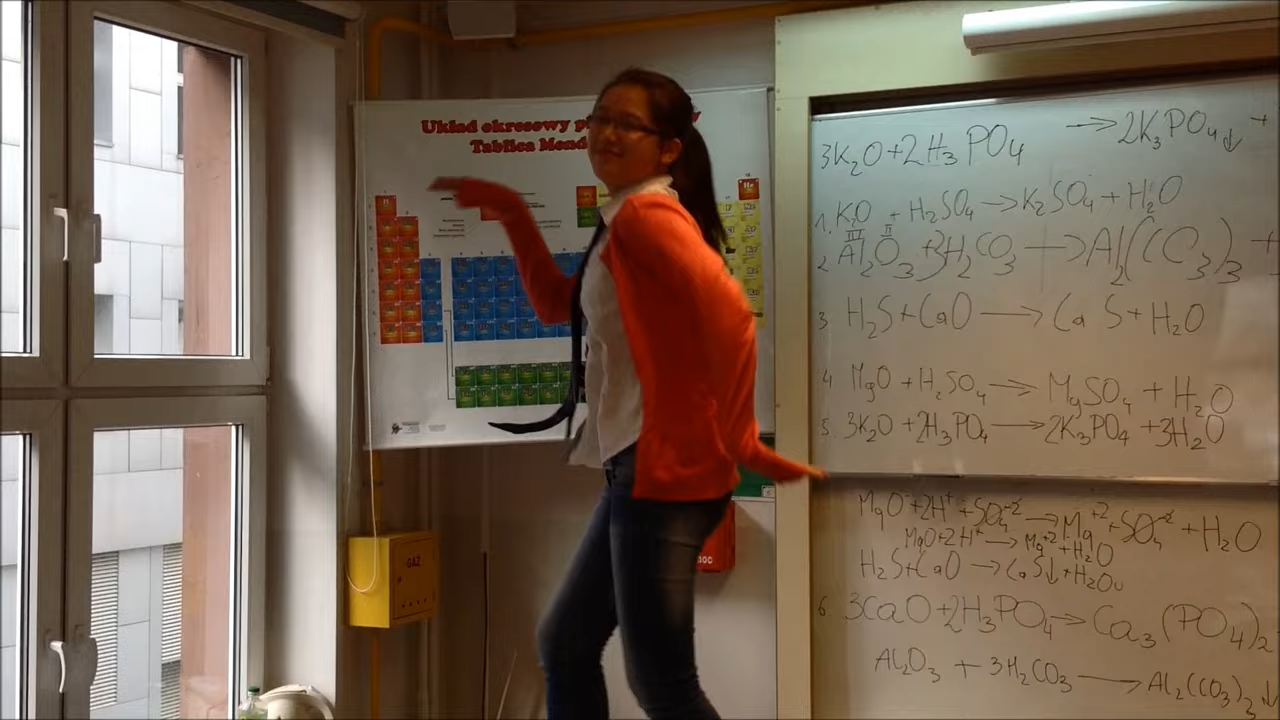 Układ okresowy
Tablica Mend
GAZ
3K₂O+2H₃PO₄ → 2K₃PO₄↓ +
1. K₂O + H₂SO₄ → K₂SO₄ + H₂O
III II
2. Al₂O₃ + 3H₂CO₃ → Al₂(CO₃)₃ +
3 H₂S+CaO → CaS+H₂O
4 MgO + H₂SO₄ → MgSO₄ + H₂O
5. 3K₂O + 2H₃PO₄ → 2K₃PO₄ + 3H₂O
MgO+2H⁺+SO₄⁻² → Mg⁺²+SO₄⁻²+H₂O
MgO+2H⁺ → Mg⁺²+H₂O
H₂S+CaO → CaS↓+H₂O
6 3CaO+2H₃PO₄ → Ca₃(PO₄)₂
Al₂O₃ + 3H₂CO₃ → Al₂(CO₃)₃↓